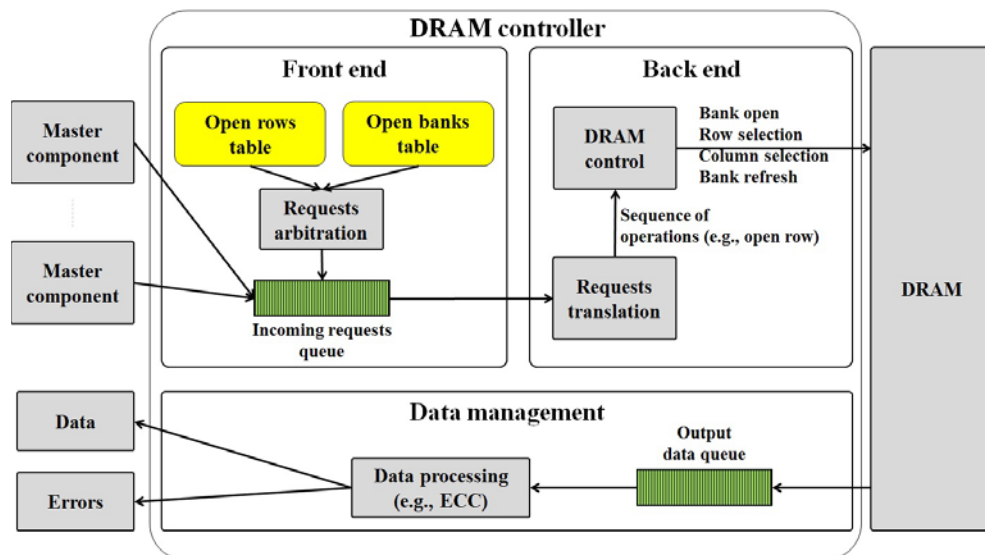 DRAM controller
Front end
Open rows
table
Open banks
table
Requests
arbitration
Incoming requests
queue
Master
component
Master
component
Back end
DRAM
control
Bank open
Row selection
Column selection
Bank refresh
Sequence of
operations (e.g., open row)
Requests
translation
DRAM
Data management
Output
data queue
Data processing
(e.g., ECC)
Data
Errors